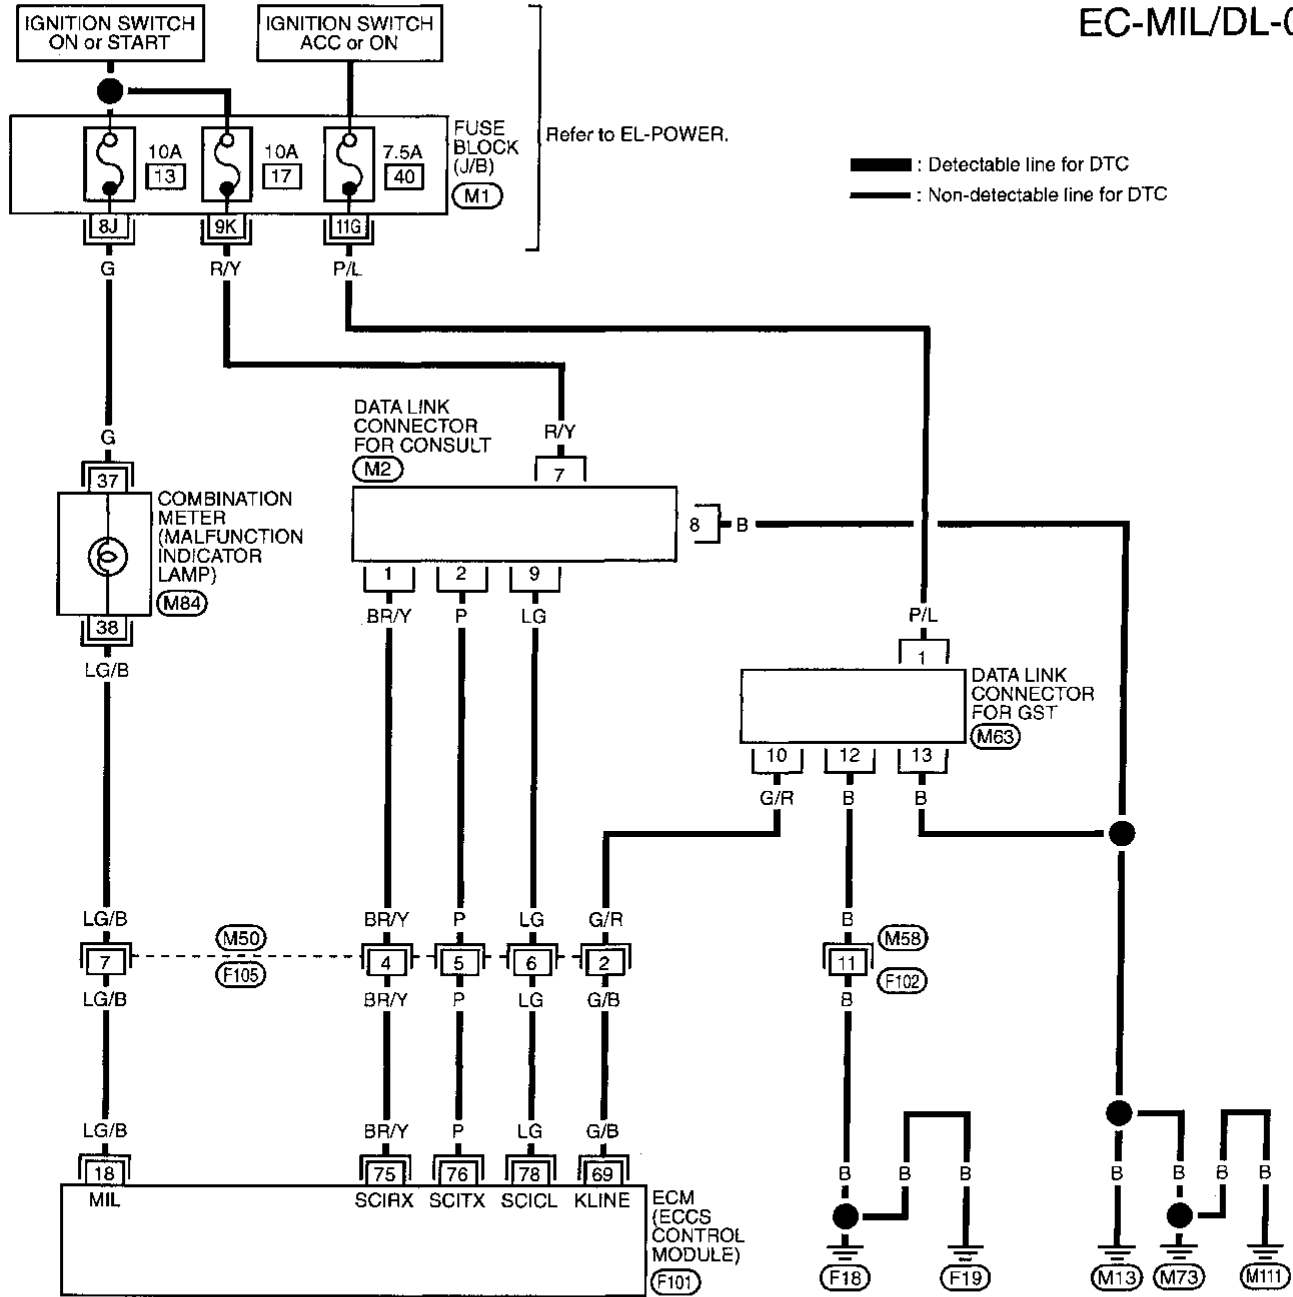 EC-MIL/DL-0
IGNITION SWITCH
ON or START
IGNITION SWITCH
ACC or ON
Refer to EL-POWER.
10A
13
10A
17
7.5A
40
FUSE
BLOCK
(J/B)
M1
: Detectable line for DTC
: Non-detectable line for DTC
8J
9K
11G
G
R/Y
P/L
DATA LINK
CONNECTOR
FOR CONSULT
M2
R/Y
7
G
37
COMBINATION
METER
(MALFUNCTION
INDICATOR
LAMP)
M84
38
LG/B
8
B
1
2
9
BR/Y
P
LG
P/L
1
DATA LINK
CONNECTOR
FOR GST
M63
10
12
13
G/R
B
B
LG/B
BR/Y
P
LG
G/R
B
7
M50
F105
4
5
6
2
11
M58
F102
LG/B
BR/Y
P
LG
G/B
B
LG/B
BR/Y
P
LG
G/B
18
75
76
78
69
MIL
SCIRX
SCITX
SCICL
KLINE
ECM
(ECCS
CONTROL
MODULE)
F101
B
B
B
B
B
B
B
F18
F19
M13
M73
M111